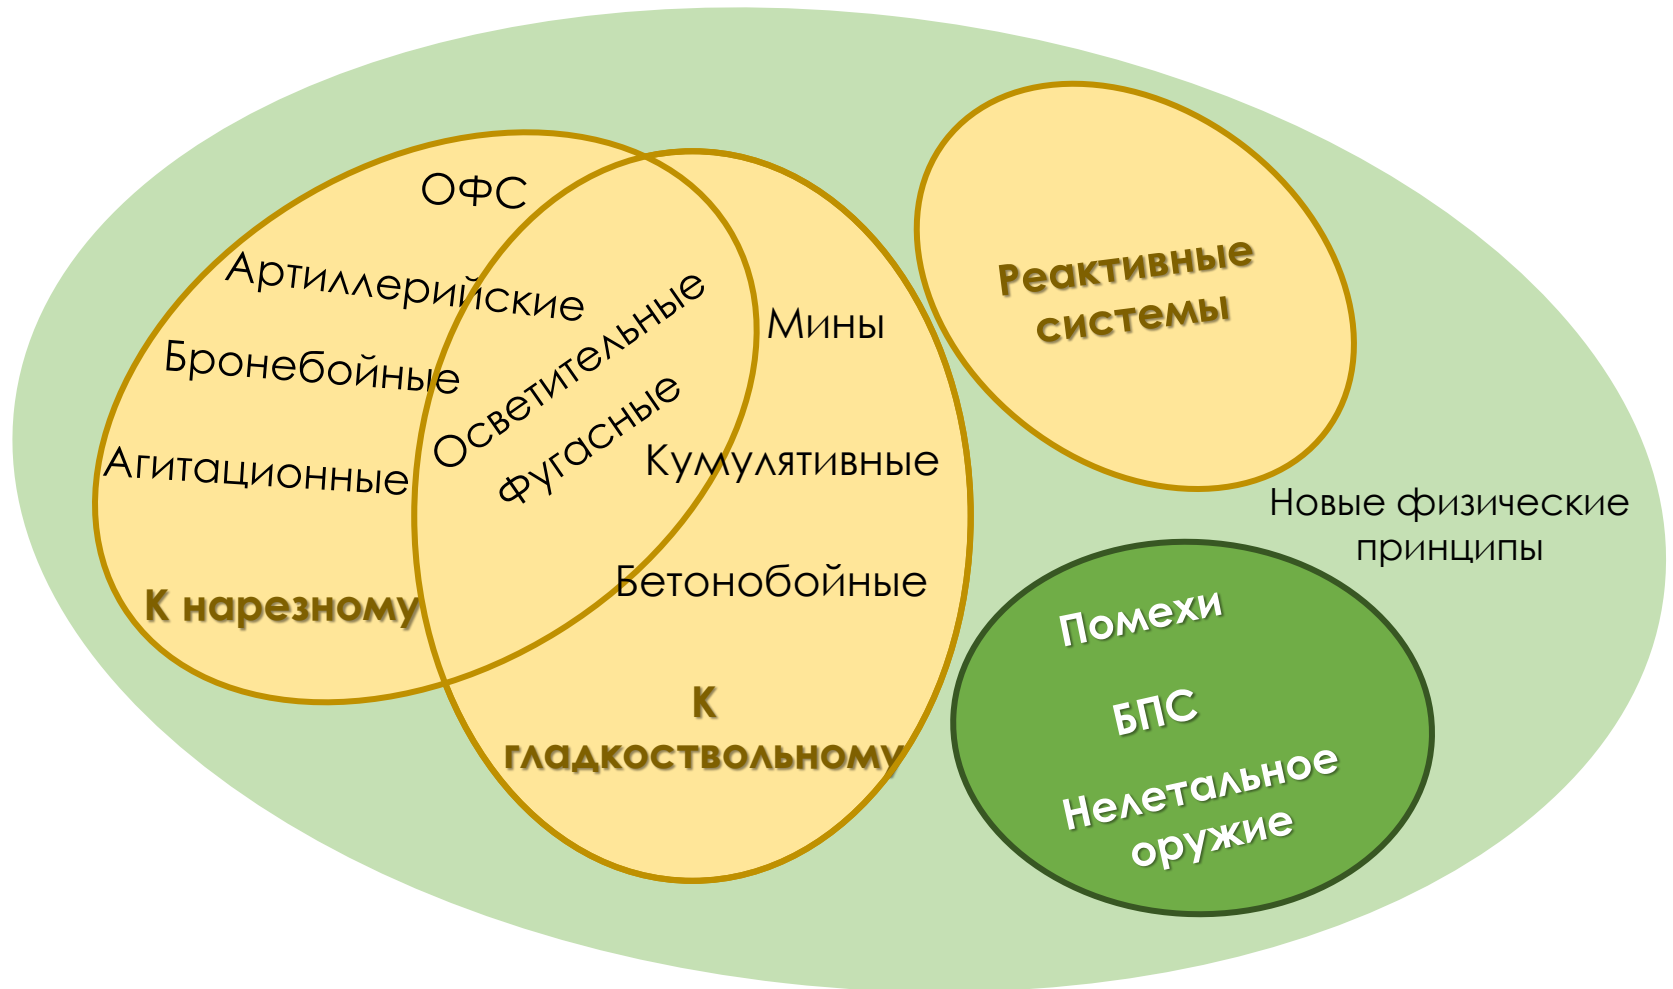 ОФС
Артиллерийские
Бронебойные
Агитационные
К нарезному
Осветительные
Фугасные
Мины
Кумулятивные
Бетонобойные
К
гладкоствольному
Реактивные
системы
Новые физические
принципы
Помехи
БПС
Нелетальное
оружие